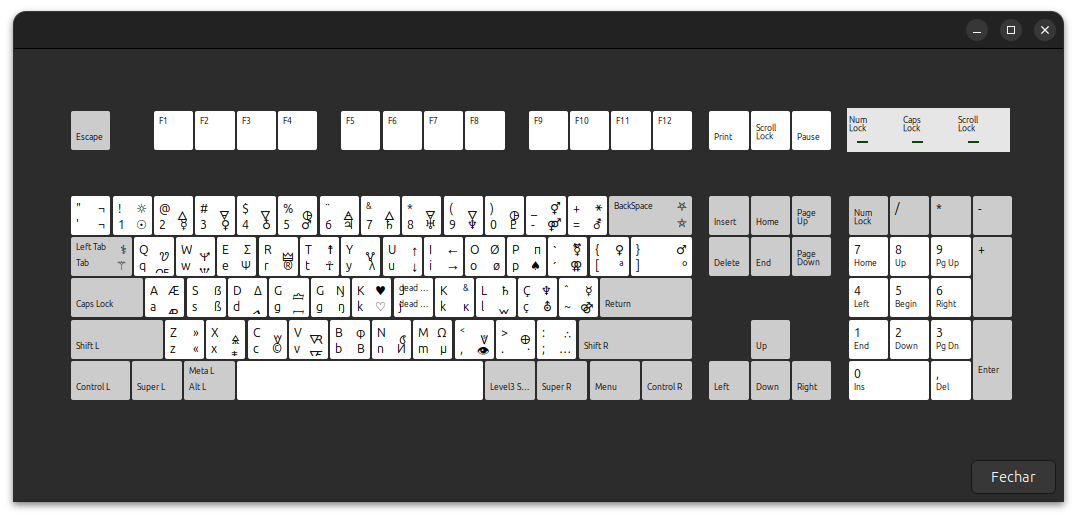 Escape F1 F2 F3 F4 F5 F6 F7 F8 F9 F10 F11 F12 Print Scroll Lock Pause Num Lock Caps Lock Scroll Lock
" ¬ ! ☼ @ # $ % ¨ & * ( ) _ + BackSpace Insert Home Page Up Num Lock / * -
' ¬ 1 ☉ 2 3 4 5 6 7 8 9 0 - =
Left Tab Q W E Σ R T Y U ↑ I ← O Ø P п { ♀ } ♂ Delete End Page Down 7 8 9 +
Tab q w e Ψ r ® t y u ↓ i → o ø p ♠ [ ª º Home Up Pg Up
Caps Lock A Æ S ß D Δ G G Ŋ K ♥ dead ... K & L ♄ Ç ♆ ^ ☿ Return 4 5 6
a s ß d g g ŋ k ♡ dead ... k к l ç ~ Left Begin Right
Shift L Z » X C V B Φ N M Ω < > ⊕ : ∴ Shift R Up 1 2 3 Enter
z « x c © v b n И m µ , . · ; … End Down Pg Dn
Control L Super L Meta L Alt L Level3 S... Super R Menu Control R Left Down Right 0 Ins , Del
Fechar